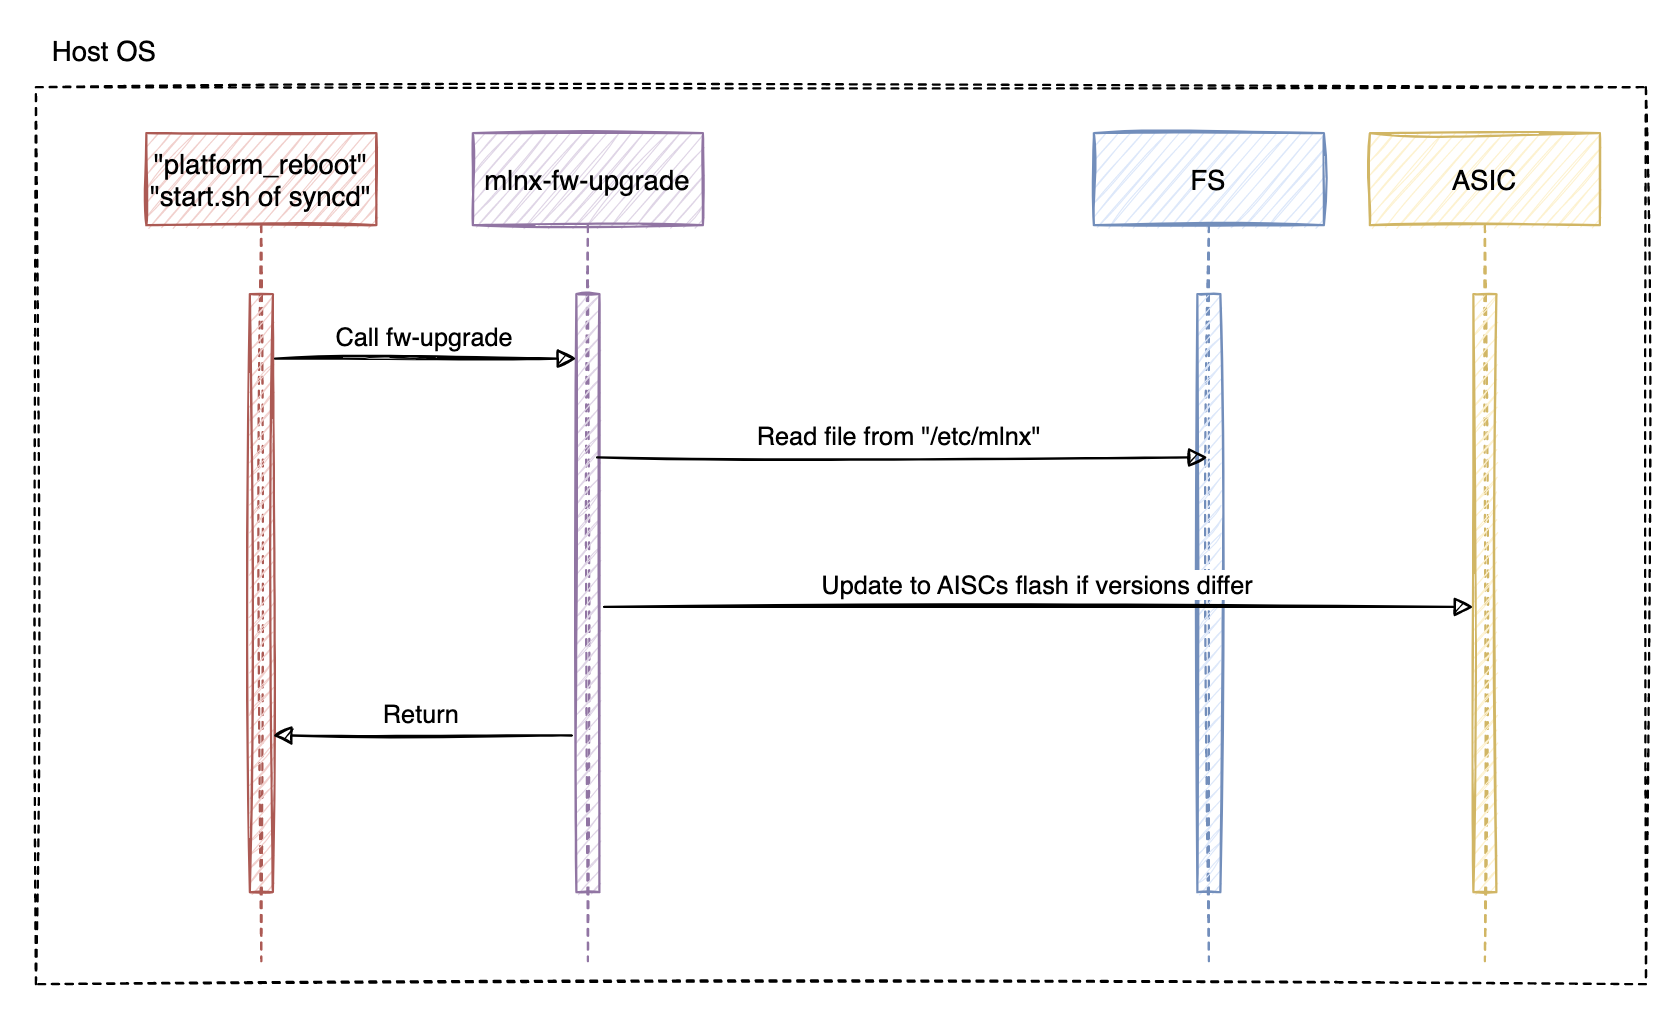 Host OS
"platform_reboot"
"start.sh of syncd"
mlnx-fw-upgrade
FS
ASIC
Call fw-upgrade
Read file from "/etc/mlnx"
Update to AISCs flash if versions differ
Return